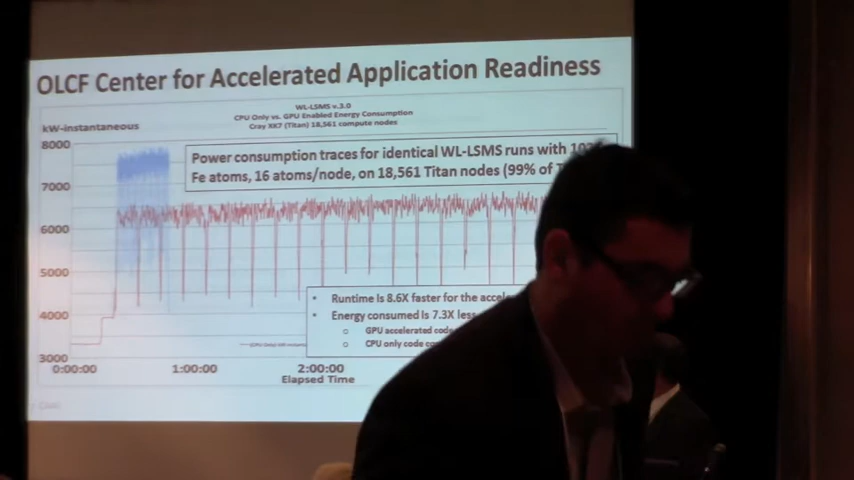 OLCF Center for Accelerated Application Readiness
WL-LSMS v.3.0
CPU Only vs. GPU Enabled Energy Consumption
Cray XK7 (Titan) 18,561 compute nodes
kW-instantaneous
8000
7000
6000
5000
4000
3000
Power consumption traces for identical WL-LSMS runs with
Fe atoms, 16 atoms/node, on 18,561 Titan nodes (99% of
• Runtime is 8.6X faster for the
• Energy consumed is 7.3X less
o GPU accelerated code
o CPU only code
0:00:00 1:00:00 2:00:00
Elapsed Time